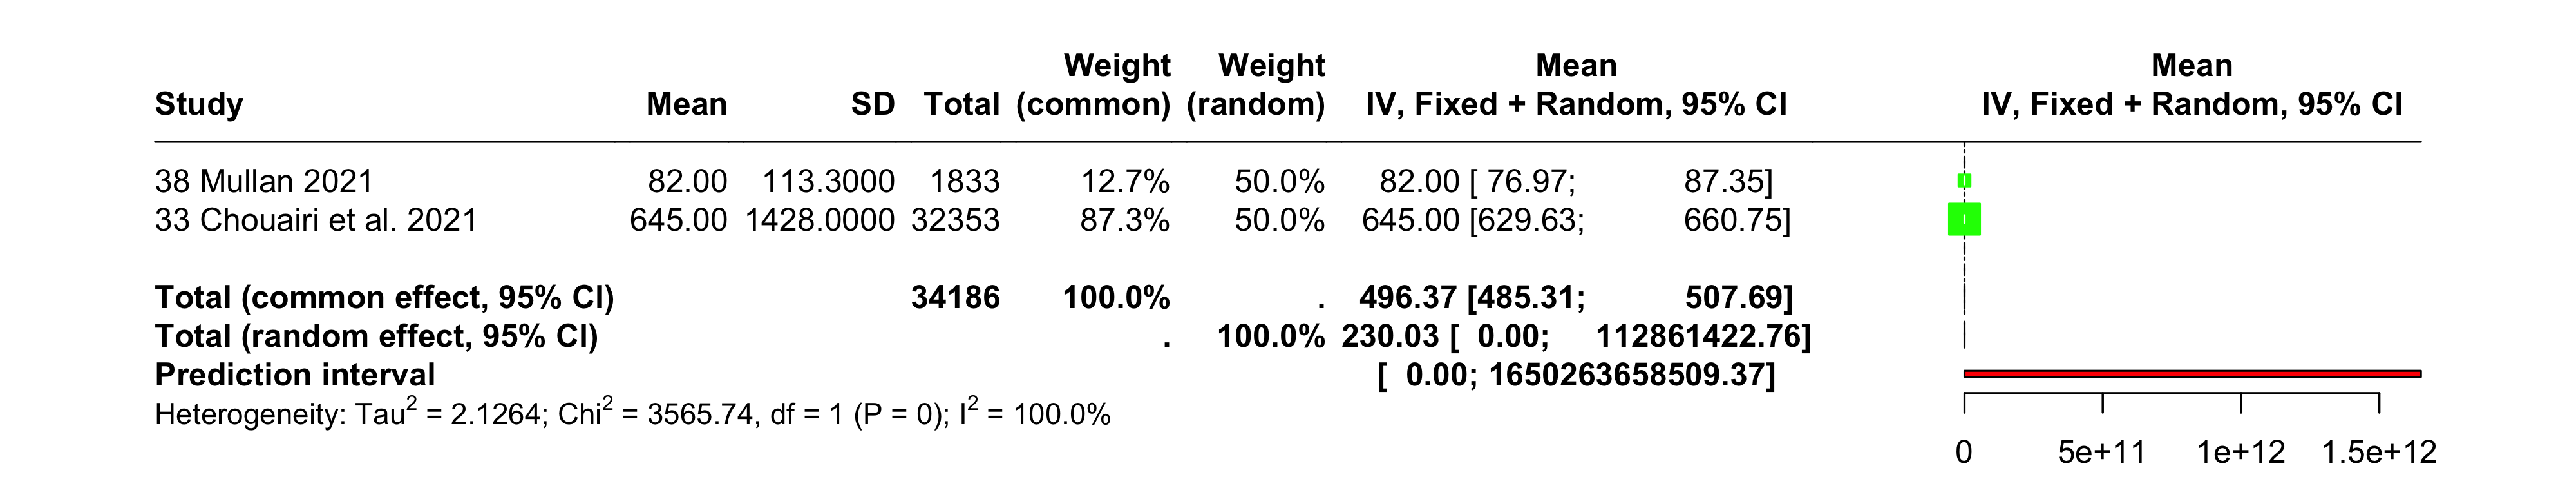 Weight Weight Mean Mean
Study Mean SD Total (common) (random) IV, Fixed + Random, 95% CI IV, Fixed + Random, 95% CI
38 Mullan 2021 82.00 113.3000 1833 12.7% 50.0% 82.00 [ 76.97; 87.35]
33 Chouairi et al. 2021 645.00 1428.0000 32353 87.3% 50.0% 645.00 [629.63; 660.75]
Total (common effect, 95% CI) 34186 100.0% . 496.37 [485.31; 507.69]
Total (random effect, 95% CI) . 100.0% 230.03 [ 0.00; 112861422.76]
Prediction interval [ 0.00; 1650263658509.37]
Heterogeneity: Tau² = 2.1264; Chi² = 3565.74, df = 1 (P = 0); I² = 100.0%
0 5e+11 1e+12 1.5e+12